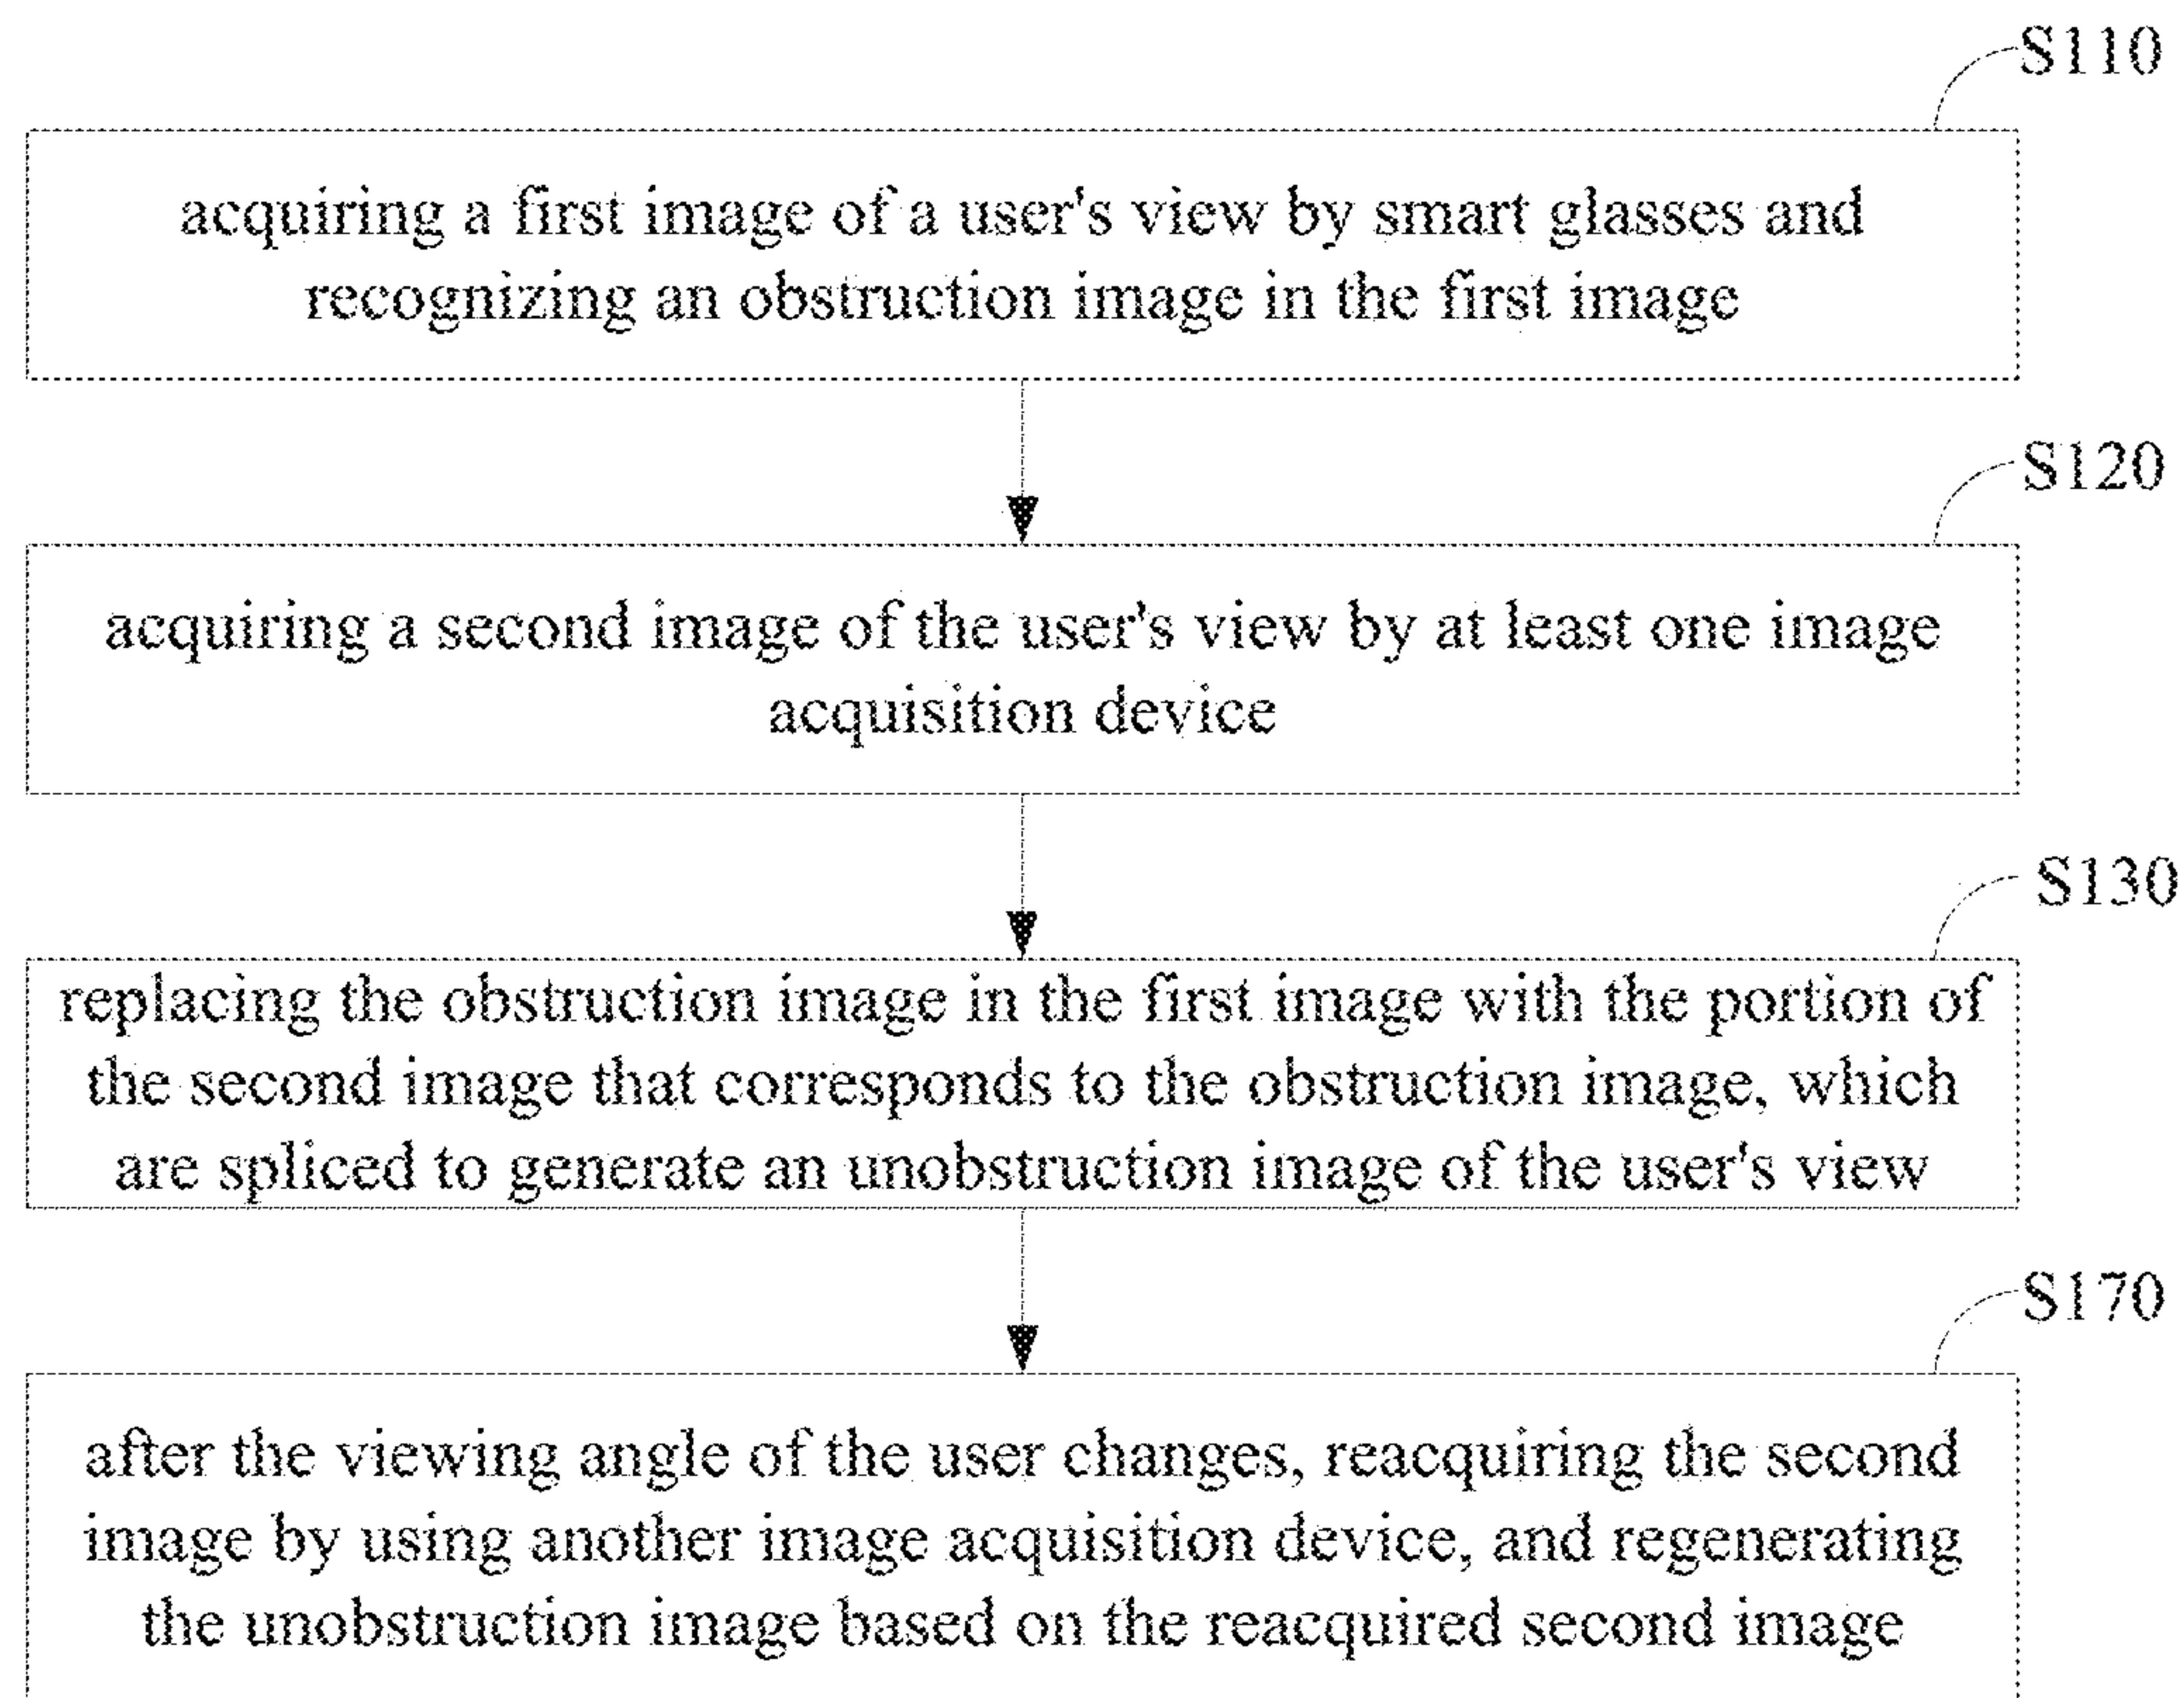 S110
acquiring a first image of a user's view by smart glasses and
recognizing an obstruction image in the first image
S120
acquiring a second image of the user's view by at least one image
acquisition device
S130
replacing the obstruction image in the first image with the portion of
the second image that corresponds to the obstruction image, which
are spliced to generate an unobstruction image of the user's view
S170
after the viewing angle of the user changes, reacquiring the second
image by using another image acquisition device, and regenerating
the unobstruction image based on the reacquired second image